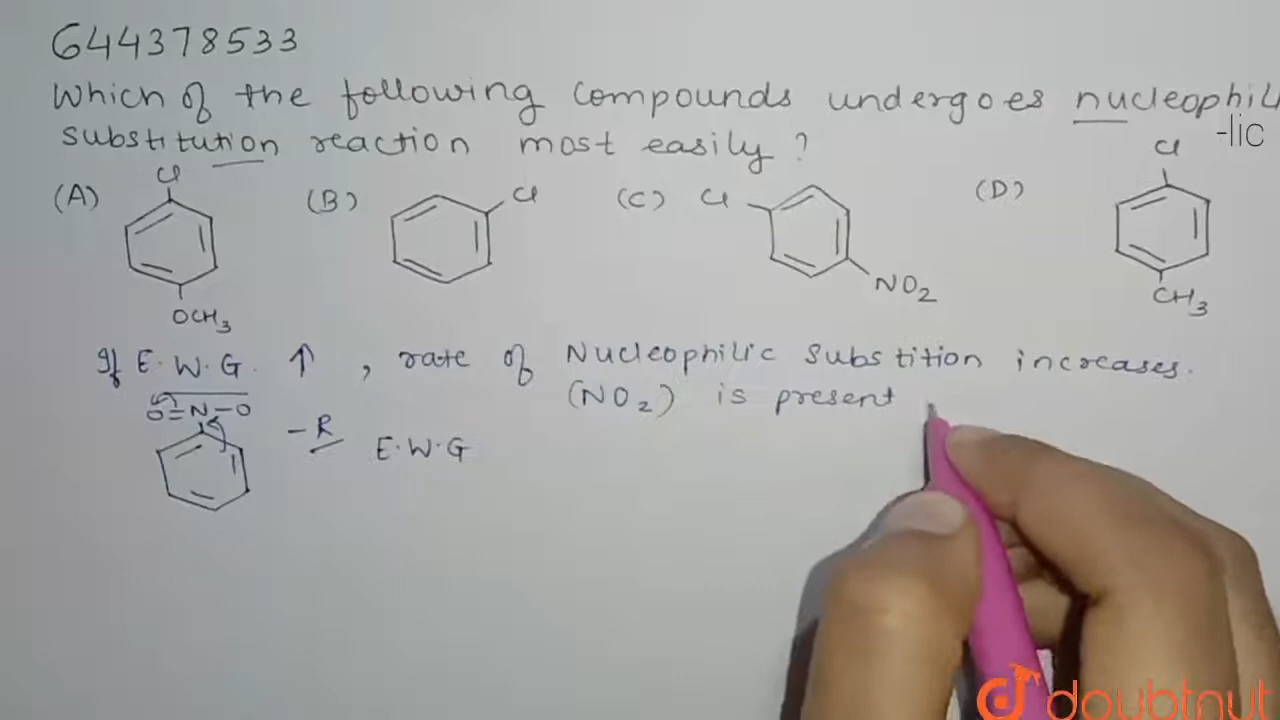 644378533
Which of the following compounds undergoes nucleophil
-lic
substitution reaction most easily ?
(A) Cl
OCH3
(B) Cl
(C) Cl
NO2
(D) Cl
CH3
If E.W.G. ↑ , rate of Nucleophilic Substition increases.
(NO2) is present
O=N–O
–R E.W.G
doubtnut